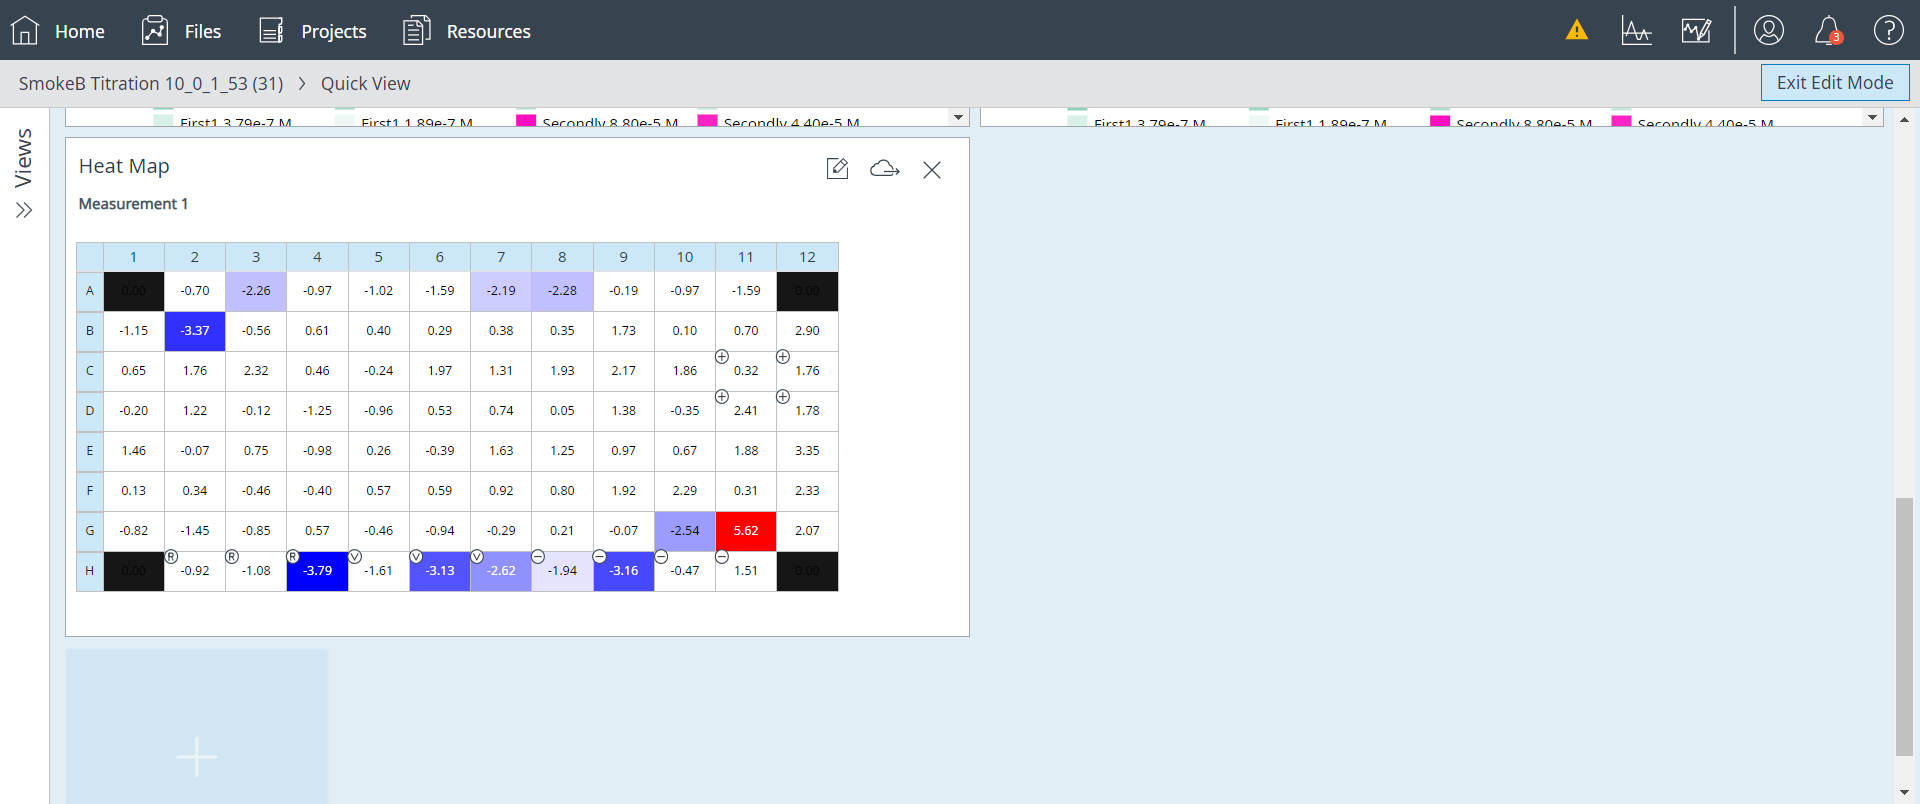 Home Files Projects Resources 3
SmokeB Titration 10_0_1_53 (31) > Quick View Exit Edit Mode
First1 3.79e-7 M First1 1.89e-7 M Secondly 8.80e-5 M Secondly 4.40e-5 M First1 3.79e-7 M First1 1.89e-7 M Secondly 8.80e-5 M Secondly 4.40e-5 M
Views
Heat Map
Measurement 1
1 2 3 4 5 6 7 8 9 10 11 12
A 0.00 -0.70 -2.26 -0.97 -1.02 -1.59 -2.19 -2.28 -0.19 -0.97 -1.59 0.00
B -1.15 -3.37 -0.56 0.61 0.40 0.29 0.38 0.35 1.73 0.10 0.70 2.90
C 0.65 1.76 2.32 0.46 -0.24 1.97 1.31 1.93 2.17 1.86 0.32 1.76
D -0.20 1.22 -0.12 -1.25 -0.96 0.53 0.74 0.05 1.38 -0.35 2.41 1.78
E 1.46 -0.07 0.75 -0.98 0.26 -0.39 1.63 1.25 0.97 0.67 1.88 3.35
F 0.13 0.34 -0.46 -0.40 0.57 0.59 0.92 0.80 1.92 2.29 0.31 2.33
G -0.82 -1.45 -0.85 0.57 -0.46 -0.94 -0.29 0.21 -0.07 -2.54 5.62 2.07
R R R V V V
H 0.00 -0.92 -1.08 -3.79 -1.61 -3.13 -2.62 -1.94 -3.16 -0.47 1.51 0.00